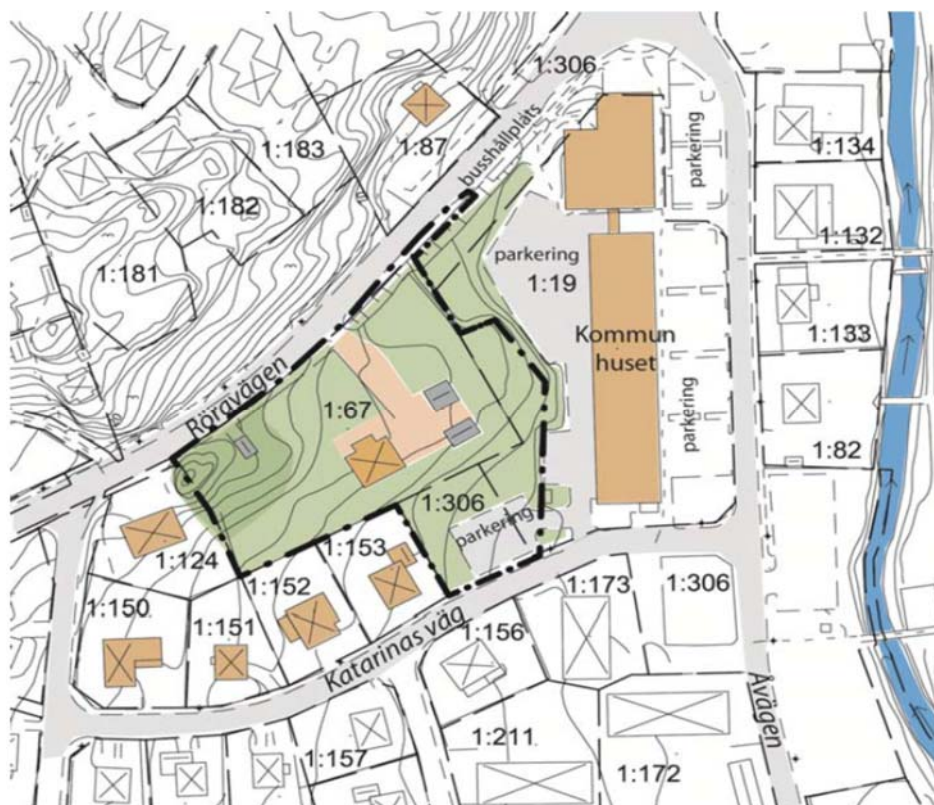 1:306
busshållplats
1:87
1:183
1:182
1:181
parkering
1:134
1:132
1:133
1:82
parkering
1:19
Kommun
huset
parkering
Röravägen
1:67
1:306
parkering
1:124
1:153
1:152
1:150
1:151
1:173
1:306
1:156
Katarinas väg
Åvägen
1:157
1:211
1:172